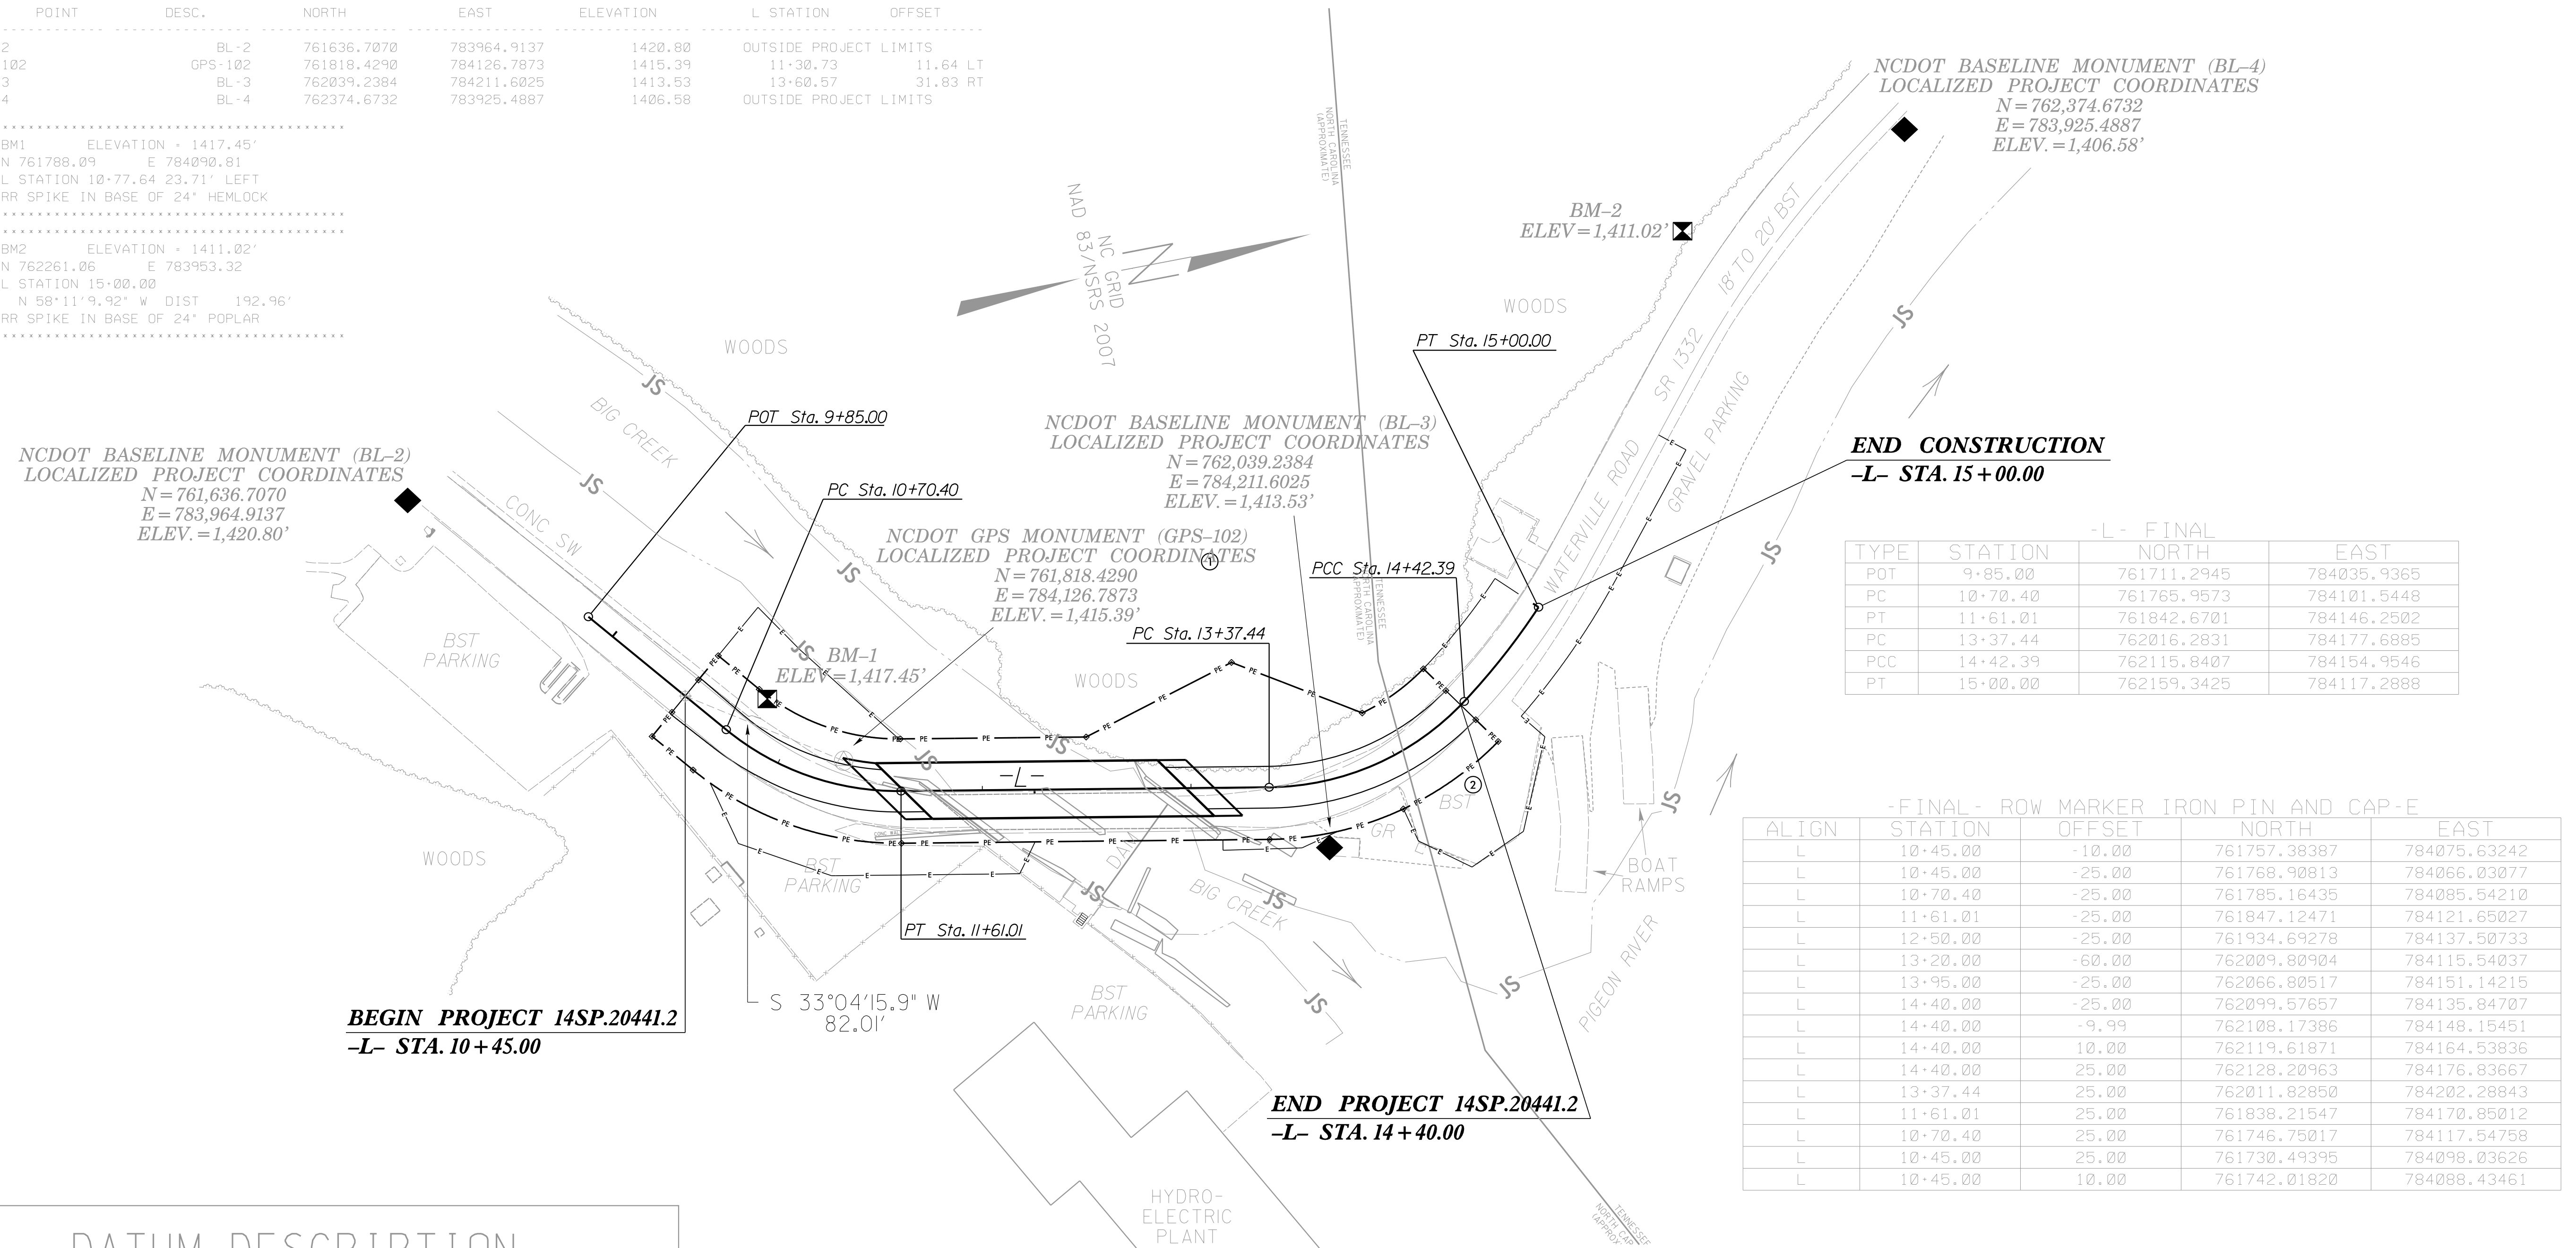 POINT DESC. NORTH EAST ELEVATION L STATION OFFSET
2 BL-2 761636.7070 783964.9137 1420.80 OUTSIDE PROJECT LIMITS
102 GPS-102 761818.4290 784126.7873 1415.39 11+30.73 11.64 LT
3 BL-3 762039.2384 784211.6025 1413.53 13+60.57 31.83 RT
4 BL-4 762374.6732 783925.4887 1406.58 OUTSIDE PROJECT LIMITS
BM1 ELEVATION = 1417.45'
N 761788.09 E 784090.81
L STATION 10+77.64 23.71' LEFT
RR SPIKE IN BASE OF 24" HEMLOCK
BM2 ELEVATION = 1411.02'
N 762261.06 E 783953.32
L STATION 15+00.00
N 58°11'9.92" W DIST 192.96'
RR SPIKE IN BASE OF 24" POPLAR
NCDOT BASELINE MONUMENT (BL-4)
LOCALIZED PROJECT COORDINATES
N=762,374.6732
E=783,925.4887
ELEV.=1,406.58'
TENNESSEE
NORTH CAROLINA
(APPROXIMATE)
NC GRID
NAD 83/NSRS 2007
BM-2
ELEV=1,411.02'
WOODS
18' TO 20' BST
SR 1332
WATERVILLE ROAD
GRAVEL PARKING
JS
WOODS
JS
BIG CREEK
JS
PT Sta. 15+00.00
POT Sta. 9+85.00
PC Sta. 10+70.40
NCDOT BASELINE MONUMENT (BL-2)
LOCALIZED PROJECT COORDINATES
N=761,636.7070
E=783,964.9137
ELEV.=1,420.80'
CONC SW
NCDOT BASELINE MONUMENT (BL-3)
LOCALIZED PROJECT COORDINATES
N=762,039.2384
E=784,211.6025
ELEV.=1,413.53'
NCDOT GPS MONUMENT (GPS-102)
LOCALIZED PROJECT COORDINATES
N=761,818.4290
E=784,126.7873
ELEV.=1,415.39'
1
JS
JS
PCC Sta. 14+42.39
TENNESSEE
NORTH CAROLINA
(APPROXIMATE)
PC Sta. 13+37.44
END CONSTRUCTION
-L- STA. 15+00.00
-L- FINAL
TYPE STATION NORTH EAST
POT 9+85.00 761711.2945 784035.9365
PC 10+70.40 761765.9573 784101.5448
PT 11+61.01 761842.6701 784146.2502
PC 13+37.44 762016.2831 784177.6885
PCC 14+42.39 762115.8407 784154.9546
PT 15+00.00 762159.3425 784117.2888
BST
PARKING
JS
BM-1
ELEV=1,417.45'
WOODS
JS
JS
-L-
2
BST
GR
DAM
BST
PARKING
WOODS
JS
BIG CREEK
JS
BOAT
RAMPS
JS
PIGEON RIVER
JS
JS
PT Sta. 11+61.01
S 33°04'15.9" W
82.01'
BST
PARKING
BEGIN PROJECT 14SP.20441.2
-L- STA. 10+45.00
END PROJECT 14SP.20441.2
-L- STA. 14+40.00
-FINAL- ROW MARKER IRON PIN AND CAP-E
ALIGN STATION OFFSET NORTH EAST
L 10+45.00 -10.00 761757.38387 784075.63242
L 10+45.00 -25.00 761768.90813 784066.03077
L 10+70.40 -25.00 761785.16435 784085.54210
L 11+61.01 -25.00 761847.12471 784121.65027
L 12+50.00 -25.00 761934.69278 784137.50733
L 13+20.00 -60.00 762009.80904 784115.54037
L 13+95.00 -25.00 762066.80517 784151.14215
L 14+40.00 -25.00 762099.57657 784135.84707
L 14+40.00 -9.99 762108.17386 784148.15451
L 14+40.00 10.00 762119.61871 784164.53836
L 14+40.00 25.00 762128.20963 784176.83667
L 13+37.44 25.00 762011.82850 784202.28843
L 11+61.01 25.00 761838.21547 784170.85012
L 10+70.40 25.00 761746.75017 784117.54758
L 10+45.00 25.00 761730.49395 784098.03626
L 10+45.00 10.00 761742.01820 784088.43461
HYDRO-
ELECTRIC
PLANT
TENNESSEE
DATUM DESCRIPTION